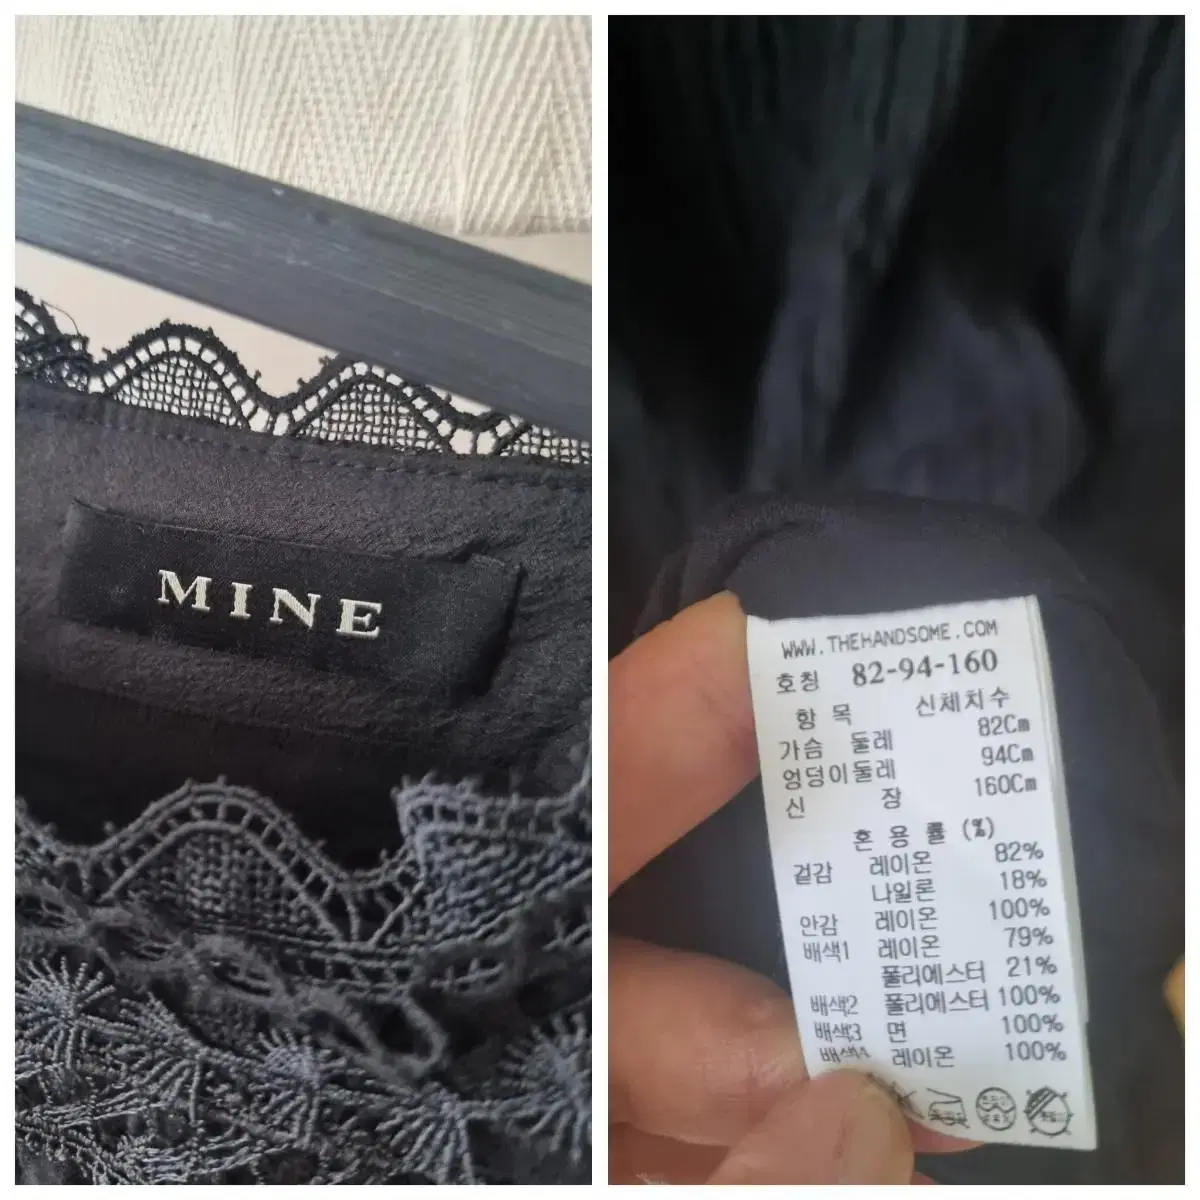 MINE
WWW.THEHANDSOME.COM
호칭 82-94-160
항 목 신체치수
가슴 둘레 82Cm
엉덩이둘레 94Cm
신 장 160Cm
혼 용 률 (%)
겉감 레이온 82%
나일론 18%
안감 레이온 100%
배색1 레이온 79%
폴리에스터 21%
배색2 폴리에스터 100%
배색3 면 100%
배색4 레이온 100%